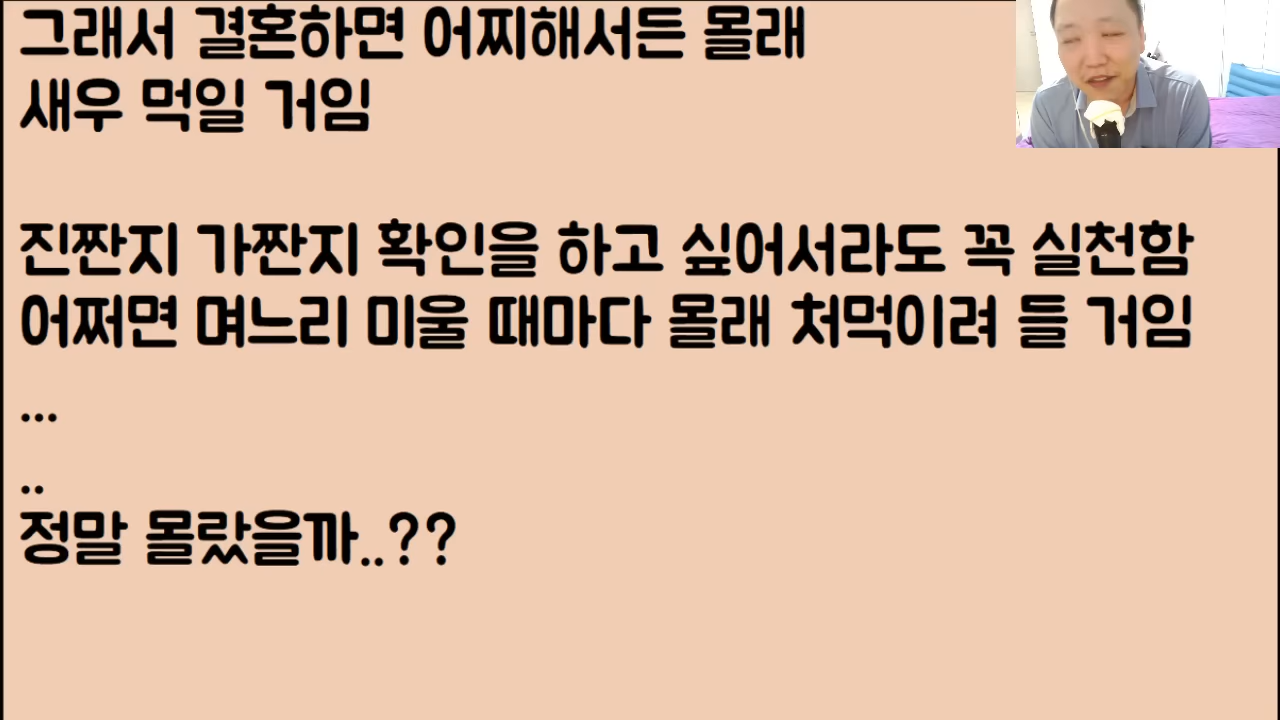 그래서 결혼하면 어찌해서든 몰래
새우 먹일 거임
진짠지 가짠지 확인을 하고 싶어서라도 꼭 실천함
어쩌면 며느리 미울 때마다 몰래 처먹이려 들 거임
...
..
정말 몰랐을까..??